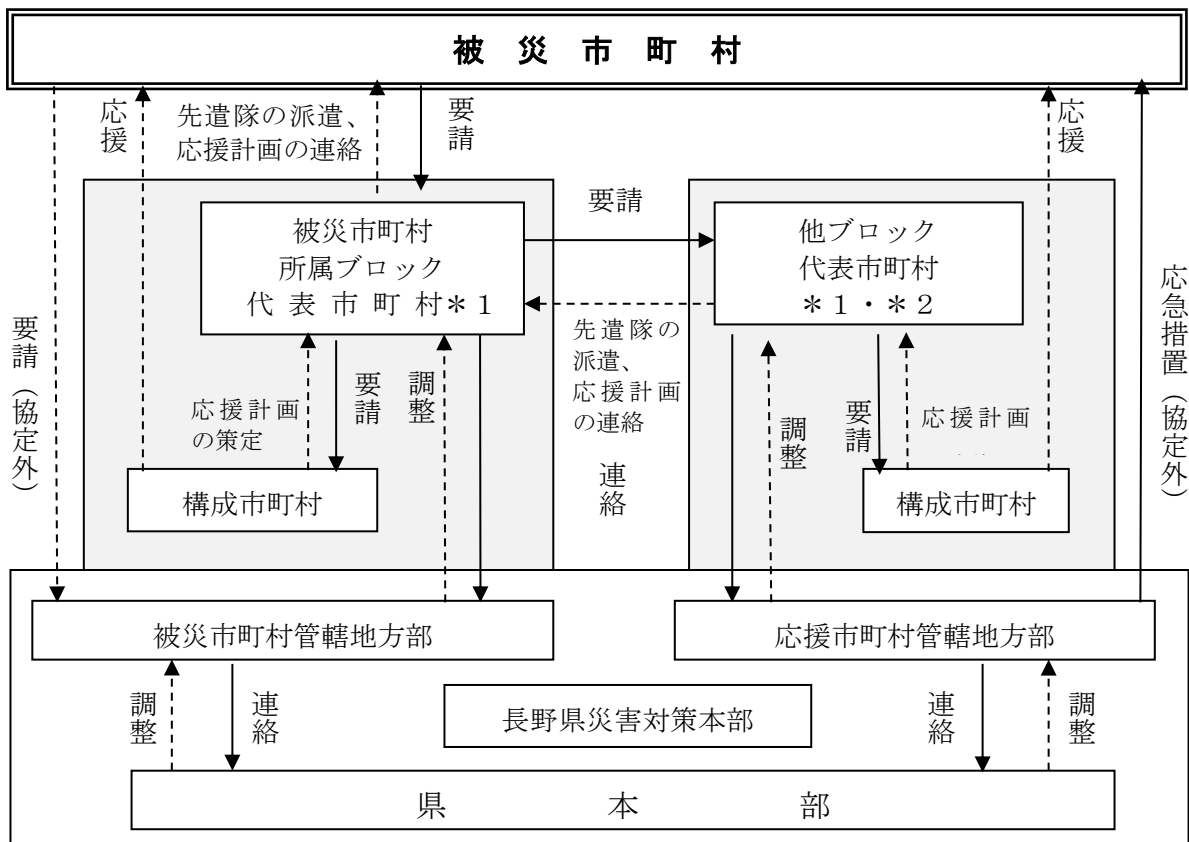 被災市町村
応援
先遣隊の派遣、
応援計画の連絡
要請
応援
要請
被災市町村
所属ブロック
代表市町村＊１
他ブロック
代表市町村
＊１・＊２
要請（協定外）
応急措置（協定外）
先遣隊の
派遣、
応援計画
の連絡
応援計画
の策定
要請
調整
調整
要請
応援計画
連絡
構成市町村
構成市町村
被災市町村管轄地方部
応援市町村管轄地方部
調整
連絡
長野県災害対策本部
連絡
調整
県本部